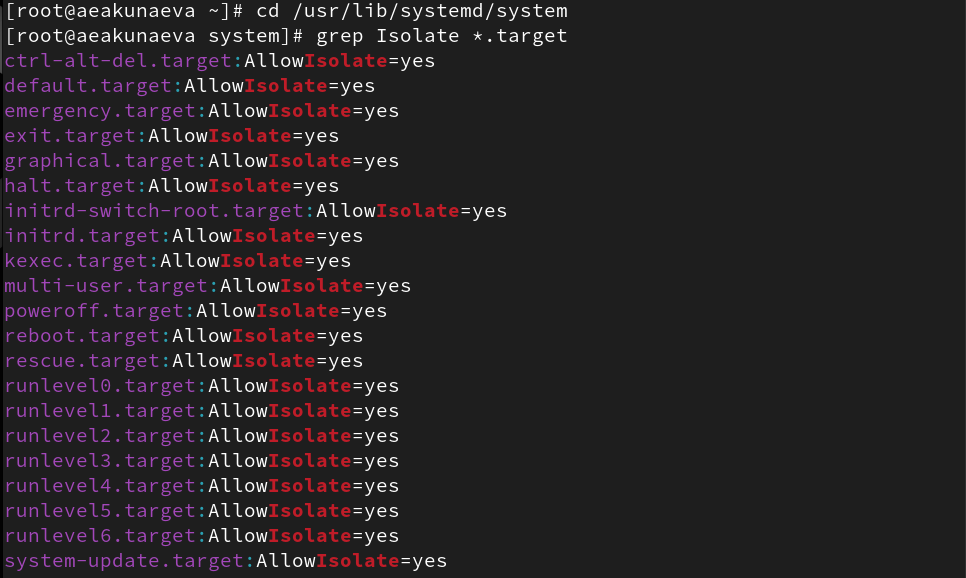 [root@aeakunaeva ~]# cd /usr/lib/systemd/system
[root@aeakunaeva system]# grep Isolate *.target
ctrl-alt-del.target:AllowIsolate=yes
default.target:AllowIsolate=yes
emergency.target:AllowIsolate=yes
exit.target:AllowIsolate=yes
graphical.target:AllowIsolate=yes
halt.target:AllowIsolate=yes
initrd-switch-root.target:AllowIsolate=yes
initrd.target:AllowIsolate=yes
kexec.target:AllowIsolate=yes
multi-user.target:AllowIsolate=yes
poweroff.target:AllowIsolate=yes
reboot.target:AllowIsolate=yes
rescue.target:AllowIsolate=yes
runlevel0.target:AllowIsolate=yes
runlevel1.target:AllowIsolate=yes
runlevel2.target:AllowIsolate=yes
runlevel3.target:AllowIsolate=yes
runlevel4.target:AllowIsolate=yes
runlevel5.target:AllowIsolate=yes
runlevel6.target:AllowIsolate=yes
system-update.target:AllowIsolate=yes